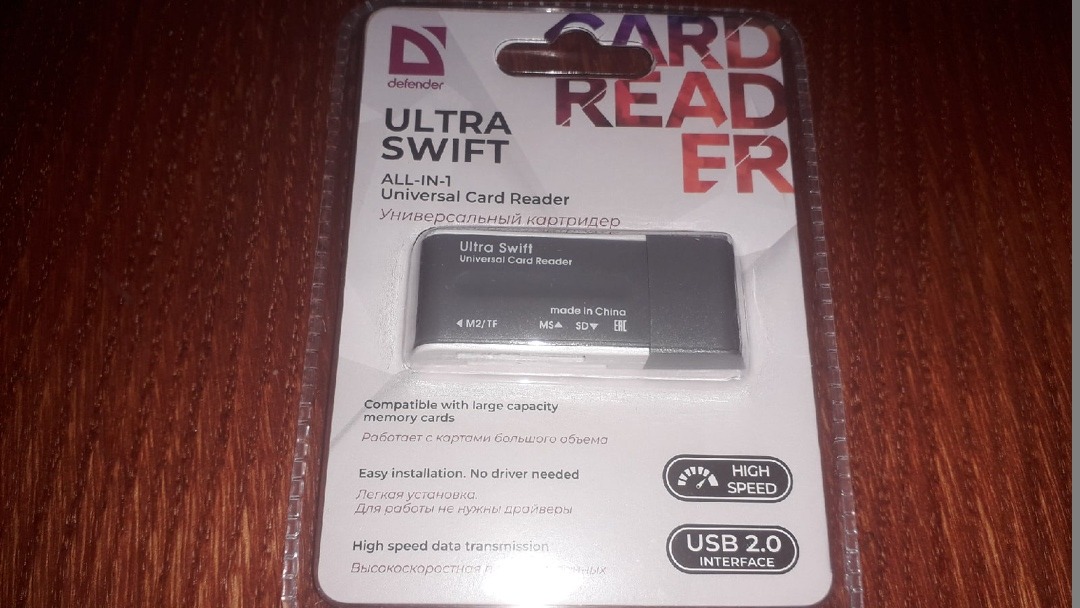 defender
CARD
READ
ER
ULTRA
SWIFT
ALL-IN-1
Universal Card Reader
Универсальный картридер
Ultra Swift
Universal Card Reader
made in China
M2/TF MS SD EAC
Compatible with large capacity
memory cards
Работает с картами большого объема
Easy installation. No driver needed
Легкая установка.
Для работы не нужны драйверы
HIGH
SPEED
High speed data transmission
Высокоскоростная
USB 2.0
INTERFACE